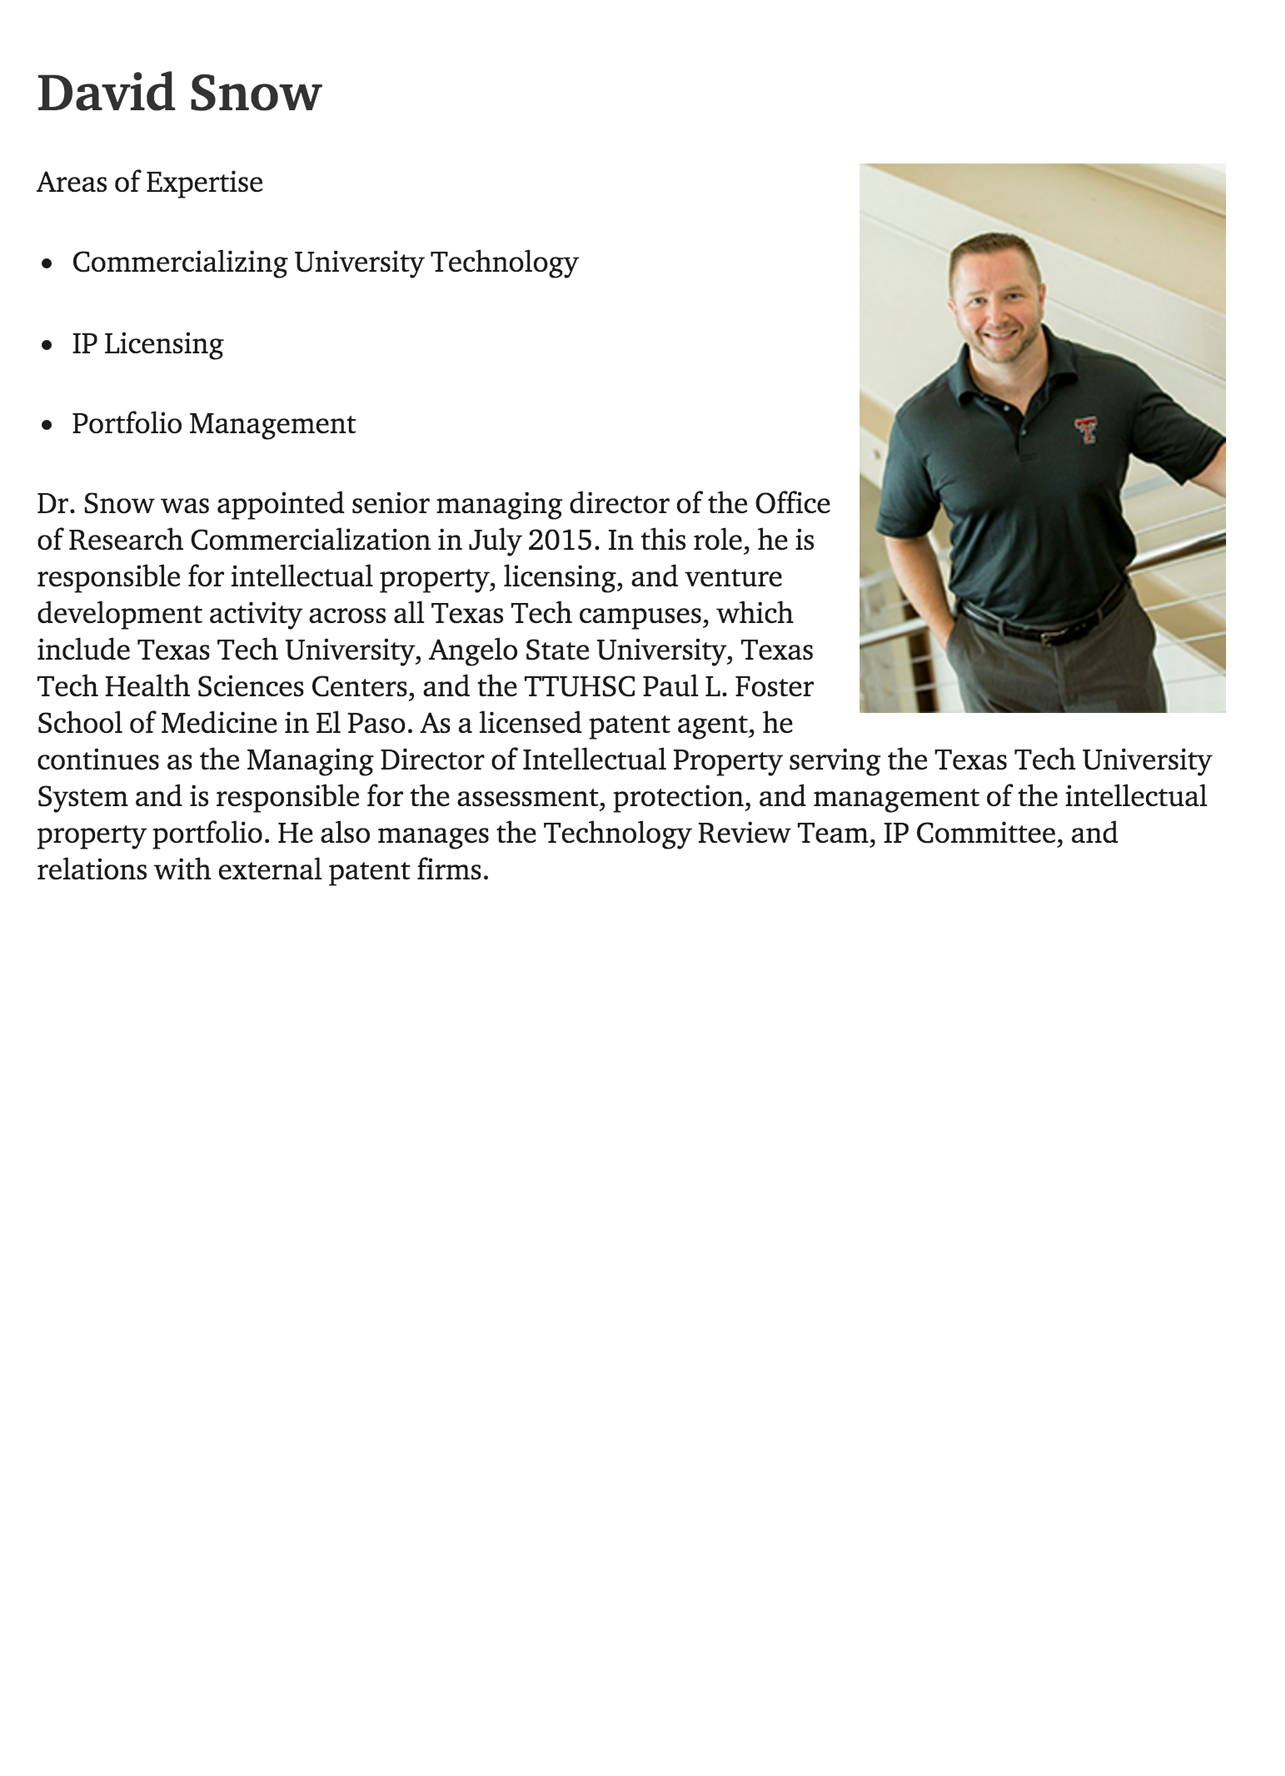 David Snow
Areas of Expertise
• Commercializing University Technology
• IP Licensing
• Portfolio Management
Dr. Snow was appointed senior managing director of the Office
of Research Commercialization in July 2015. In this role, he is
responsible for intellectual property, licensing, and venture
development activity across all Texas Tech campuses, which
include Texas Tech University, Angelo State University, Texas
Tech Health Sciences Centers, and the TTUHSC Paul L. Foster
School of Medicine in El Paso. As a licensed patent agent, he
continues as the Managing Director of Intellectual Property serving the Texas Tech University
System and is responsible for the assessment, protection, and management of the intellectual
property portfolio. He also manages the Technology Review Team, IP Committee, and
relations with external patent firms.